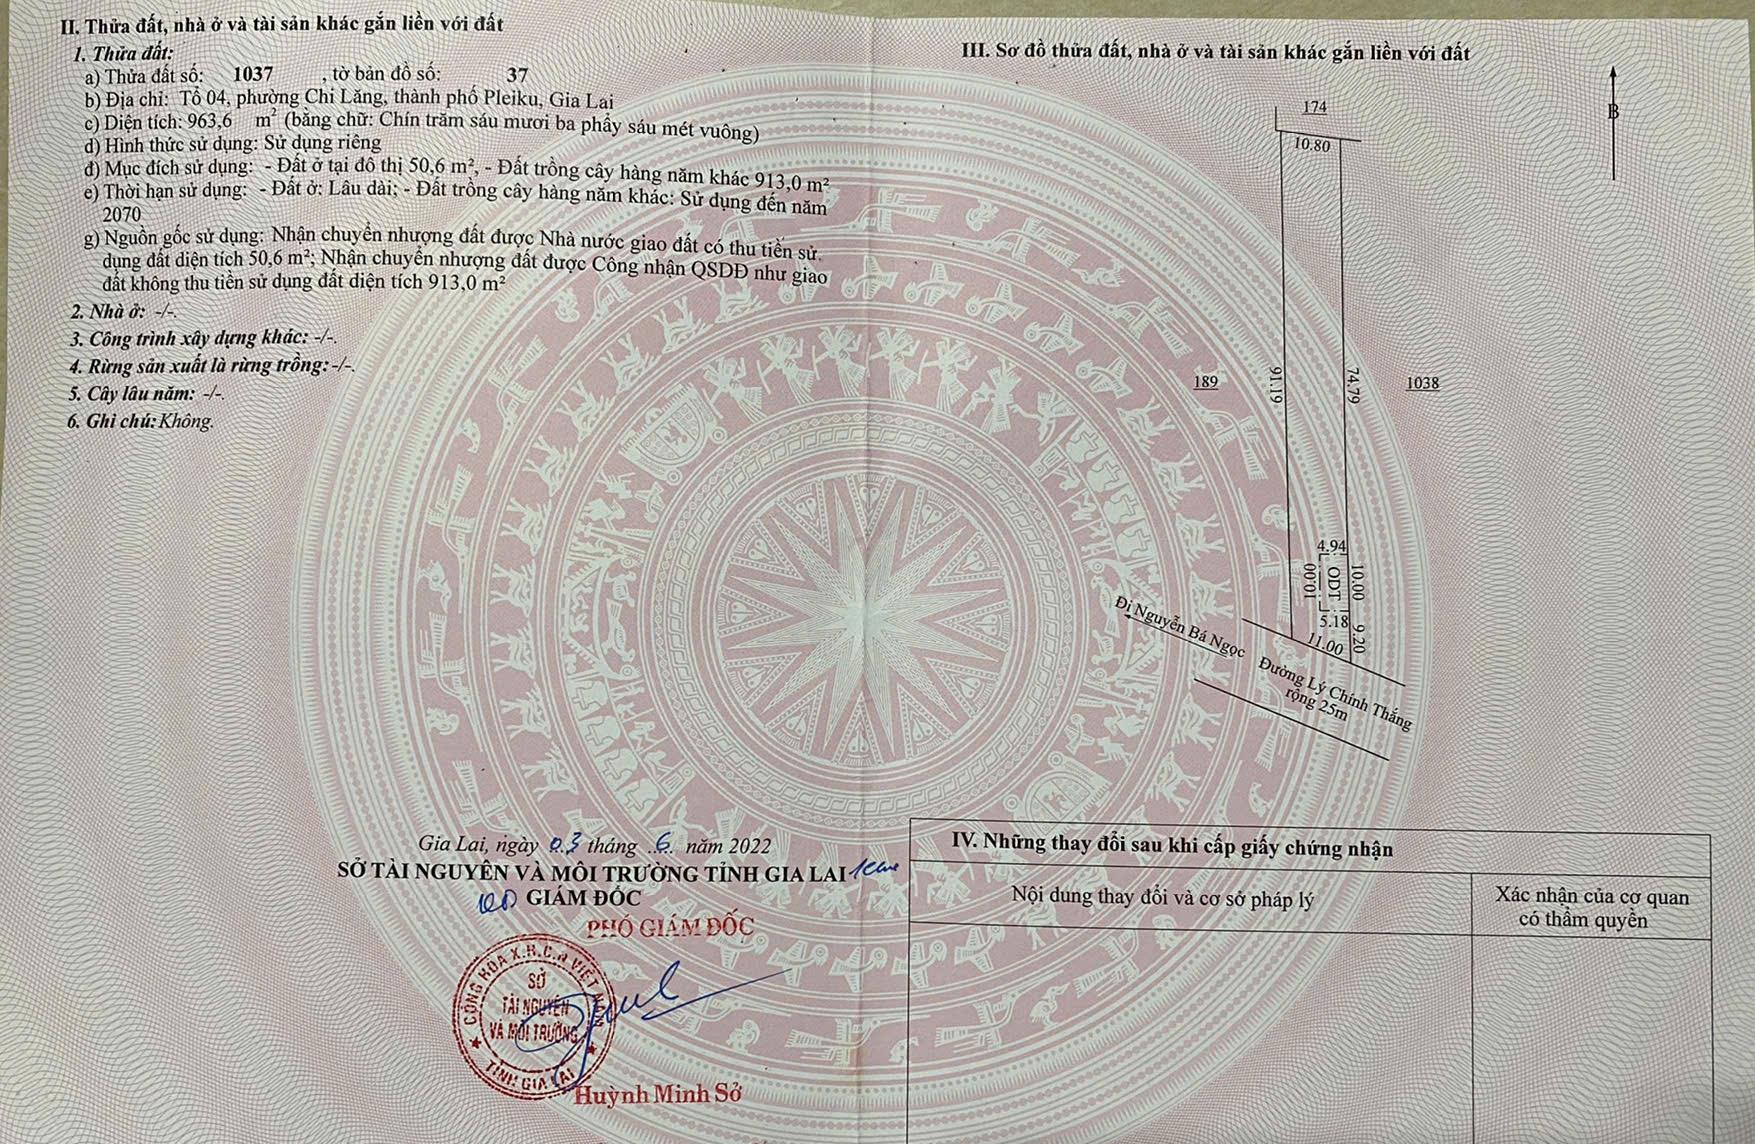 II. Thửa đất, nhà ở và tài sản khác gắn liền với đất
1. Thửa đất:
a) Thửa đất số: 1037 , tờ bản đồ số: 37
b) Địa chỉ: Tổ 04, phường Chi Lăng, thành phố Pleiku, Gia Lai
c) Diện tích: 963,6 m² (bằng chữ: Chín trăm sáu mươi ba phẩy sáu mét vuông)
d) Hình thức sử dụng: Sử dụng riêng
đ) Mục đích sử dụng: - Đất ở tại đô thị 50,6 m², - Đất trồng cây hàng năm khác 913,0 m²
e) Thời hạn sử dụng: - Đất ở: Lâu dài; - Đất trồng cây hàng năm khác: Sử dụng đến năm
2070
g) Nguồn gốc sử dụng: Nhận chuyển nhượng đất được Nhà nước giao đất có thu tiền sử
dụng đất diện tích 50,6 m²; Nhận chuyển nhượng đất được Công nhận QSDĐ như giao
đất không thu tiền sử dụng đất diện tích 913,0 m²
2. Nhà ở: -/-.
3. Công trình xây dựng khác: -/-.
4. Rừng sản xuất là rừng trồng: -/-.
5. Cây lâu năm: -/-.
6. Ghi chú: Không.
Gia Lai, ngày 03 tháng 6 năm 2022
SỞ TÀI NGUYÊN VÀ MÔI TRƯỜNG TỈNH GIA LAI
GIÁM ĐỐC
PHÓ GIÁM ĐỐC
CỘNG HÒA X.H.C.N VIỆT NAM
SỞ
TÀI NGUYÊN
VÀ MÔI TRƯỜNG
TỈNH GIA LAI
Huỳnh Minh Sở
III. Sơ đồ thửa đất, nhà ở và tài sản khác gắn liền với đất
B
174
10.80
189
91.19
74.79
1038
4.94
10.00
ODT
10.00
5.18
9.20
11.00
Đi Nguyễn Bá Ngọc
Đường Lý Chính Thắng
rộng 25m
IV. Những thay đổi sau khi cấp giấy chứng nhận
Nội dung thay đổi và cơ sở pháp lý
Xác nhận của cơ quan
có thẩm quyền